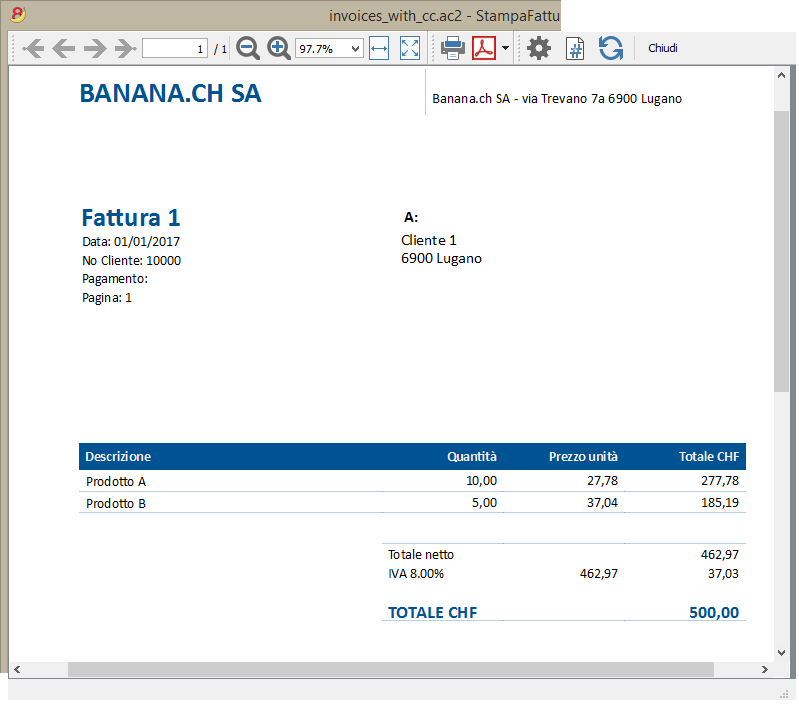 invoices_with_cc.ac2 - StampaFattu
1 / 1 97.7% Chiudi
BANANA.CH SA
Banana.ch SA - via Trevano 7a 6900 Lugano
Fattura 1
Data: 01/01/2017
No Cliente: 10000
Pagamento:
Pagina: 1
A:
Cliente 1
6900 Lugano
Descrizione Quantità Prezzo unità Totale CHF
Prodotto A 10,00 27,78 277,78
Prodotto B 5,00 37,04 185,19
Totale netto 462,97
IVA 8.00% 462,97 37,03
TOTALE CHF 500,00